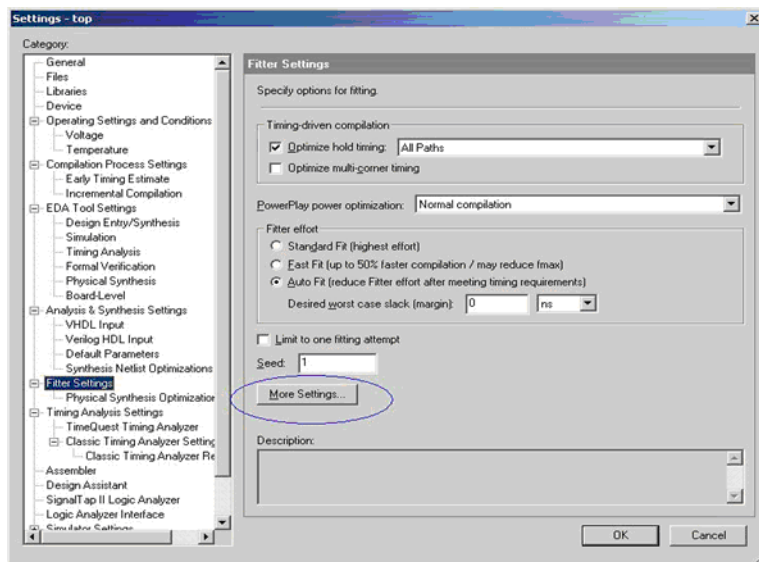 Settings - top
Category:
General
Files
Libraries
Device
Operating Settings and Conditions
Voltage
Temperature
Compilation Process Settings
Early Timing Estimate
Incremental Compilation
EDA Tool Settings
Design Entry/Synthesis
Simulation
Timing Analysis
Formal Verification
Physical Synthesis
Board-Level
Analysis & Synthesis Settings
VHDL Input
Verilog HDL Input
Default Parameters
Synthesis Netlist Optimizations
Fitter Settings
Physical Synthesis Optimization
Timing Analysis Settings
TimeQuest Timing Analyzer
Classic Timing Analyzer Setting
Classic Timing Analyzer Re
Assembler
Design Assistant
SignalTap II Logic Analyzer
Logic Analyzer Interface
Simulator Settings
Fitter Settings
Specify options for fitting.
Timing-driven compilation
Optimize hold timing: All Paths
Optimize multi-corner timing
PowerPlay power optimization: Normal compilation
Fitter effort
Standard Fit (highest effort)
Fast Fit (up to 50% faster compilation / may reduce fmax)
Auto Fit (reduce Fitter effort after meeting timing requirements)
Desired worst case slack (margin): 0 ns
Limit to one fitting attempt
Seed: 1
More Settings...
Description:
OK Cancel